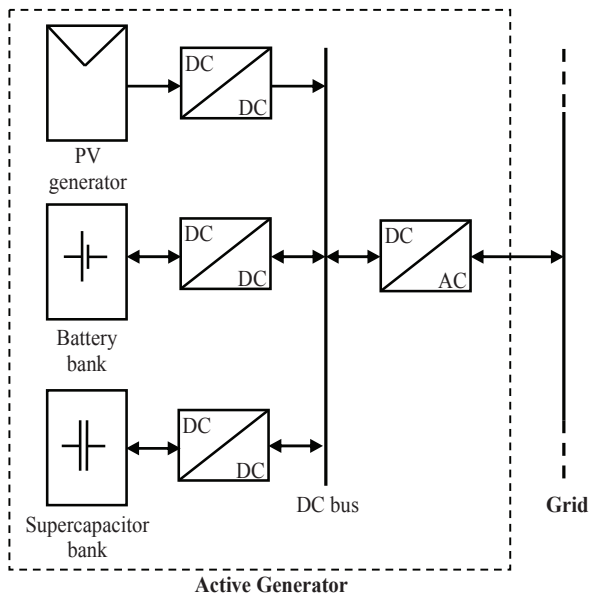 DC
DC
PV
generator
DC
DC
DC
AC
Battery
bank
DC
DC
Supercapacitor
bank
DC bus
Grid
Active Generator